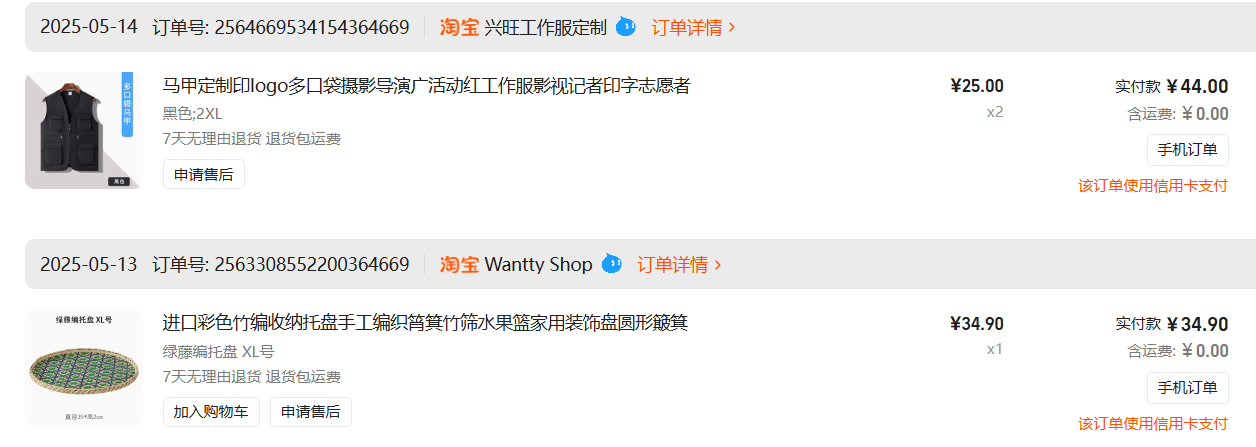 2025-05-14 订单号: 2564669534154364669 淘宝 兴旺工作服定制 订单详情 >
多口袋马甲
黑色
马甲定制印logo多口袋摄影导演广活动红工作服影视记者印字志愿者
黑色;2XL
7天无理由退货 退货包运费
申请售后
¥25.00
x2
实付款 ¥44.00
含运费: ¥0.00
手机订单
该订单使用信用卡支付
2025-05-13 订单号: 2563308552200364669 淘宝 Wantty Shop 订单详情 >
绿藤编托盘 XL号
直径35*高2cm
进口彩色竹编收纳托盘手工编织筲箕竹筛水果篮家用装饰盘圆形簸箕
绿藤编托盘 XL号
7天无理由退货 退货包运费
加入购物车 申请售后
¥34.90
x1
实付款 ¥34.90
含运费: ¥0.00
手机订单
该订单使用信用卡支付